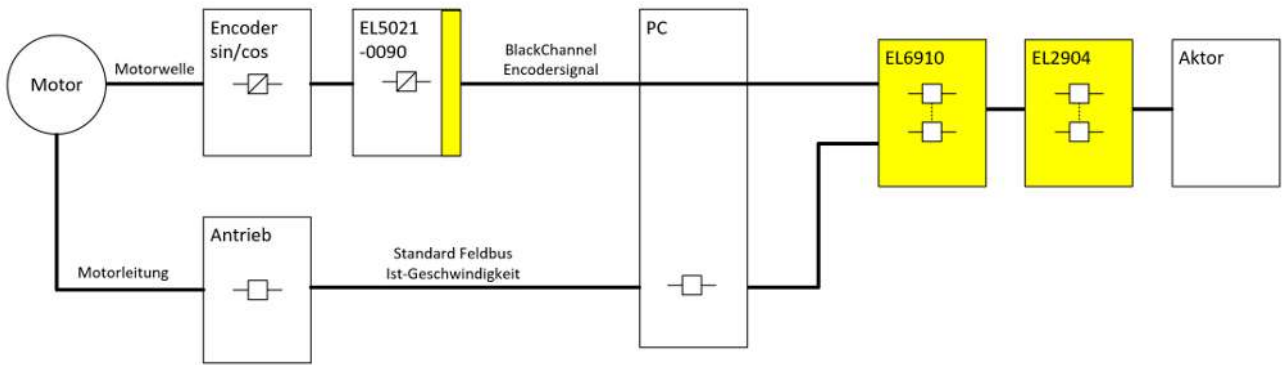 Motor
Motorwelle
Encoder
sin/cos
EL5021
-0090
BlackChannel
Encodersignal
PC
EL6910
EL2904
Aktor
Motorleitung
Antrieb
Standard Feldbus
Ist-Geschwindigkeit